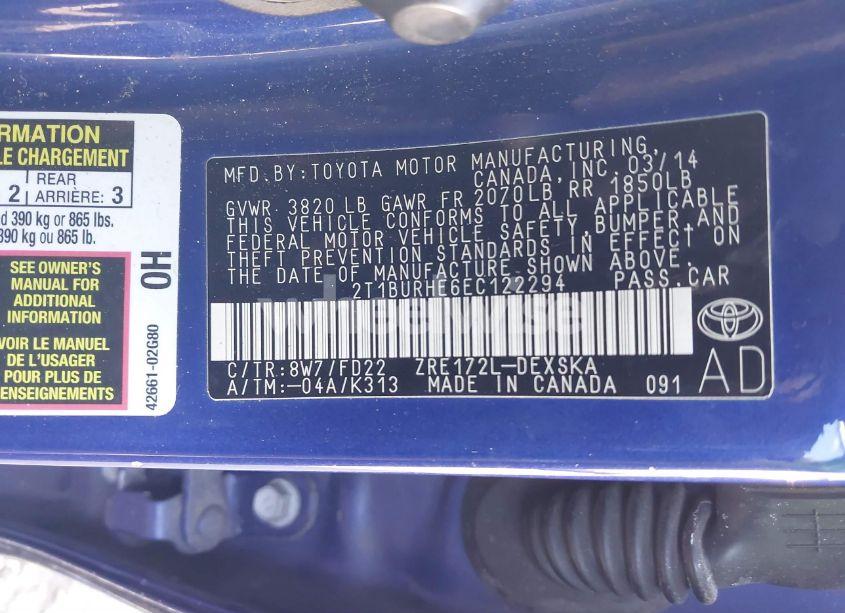 RMATION
LE CHARGEMENT
2 REAR
ARRIÈRE: 3
d 390 kg or 865 lbs.
390 kg ou 865 lb.
SEE OWNER'S
MANUAL FOR
ADDITIONAL
INFORMATION
VOIR LE MANUEL
DE L'USAGER
POUR PLUS DE
RENSEIGNEMENTS
OH
42661-02G80
MFD.BY:TOYOTA MOTOR MANUFACTURING,
CANADA, INC. 03/14
GVWR 3820 LB GAWR FR 2070LB RR 1850LB
THIS VEHICLE CONFORMS TO ALL APPLICABLE
FEDERAL MOTOR VEHICLE SAFETY,BUMPER,AND
THEFT PREVENTION STANDARDS IN EFFECT ON
THE DATE OF MANUFACTURE SHOWN ABOVE.
2T1BURHE6EC122294 PASS.CAR
C/TR:8W7/FD22 ZRE172L-DEXSKA
A/TM:-04A/K313 MADE IN CANADA 091
AD